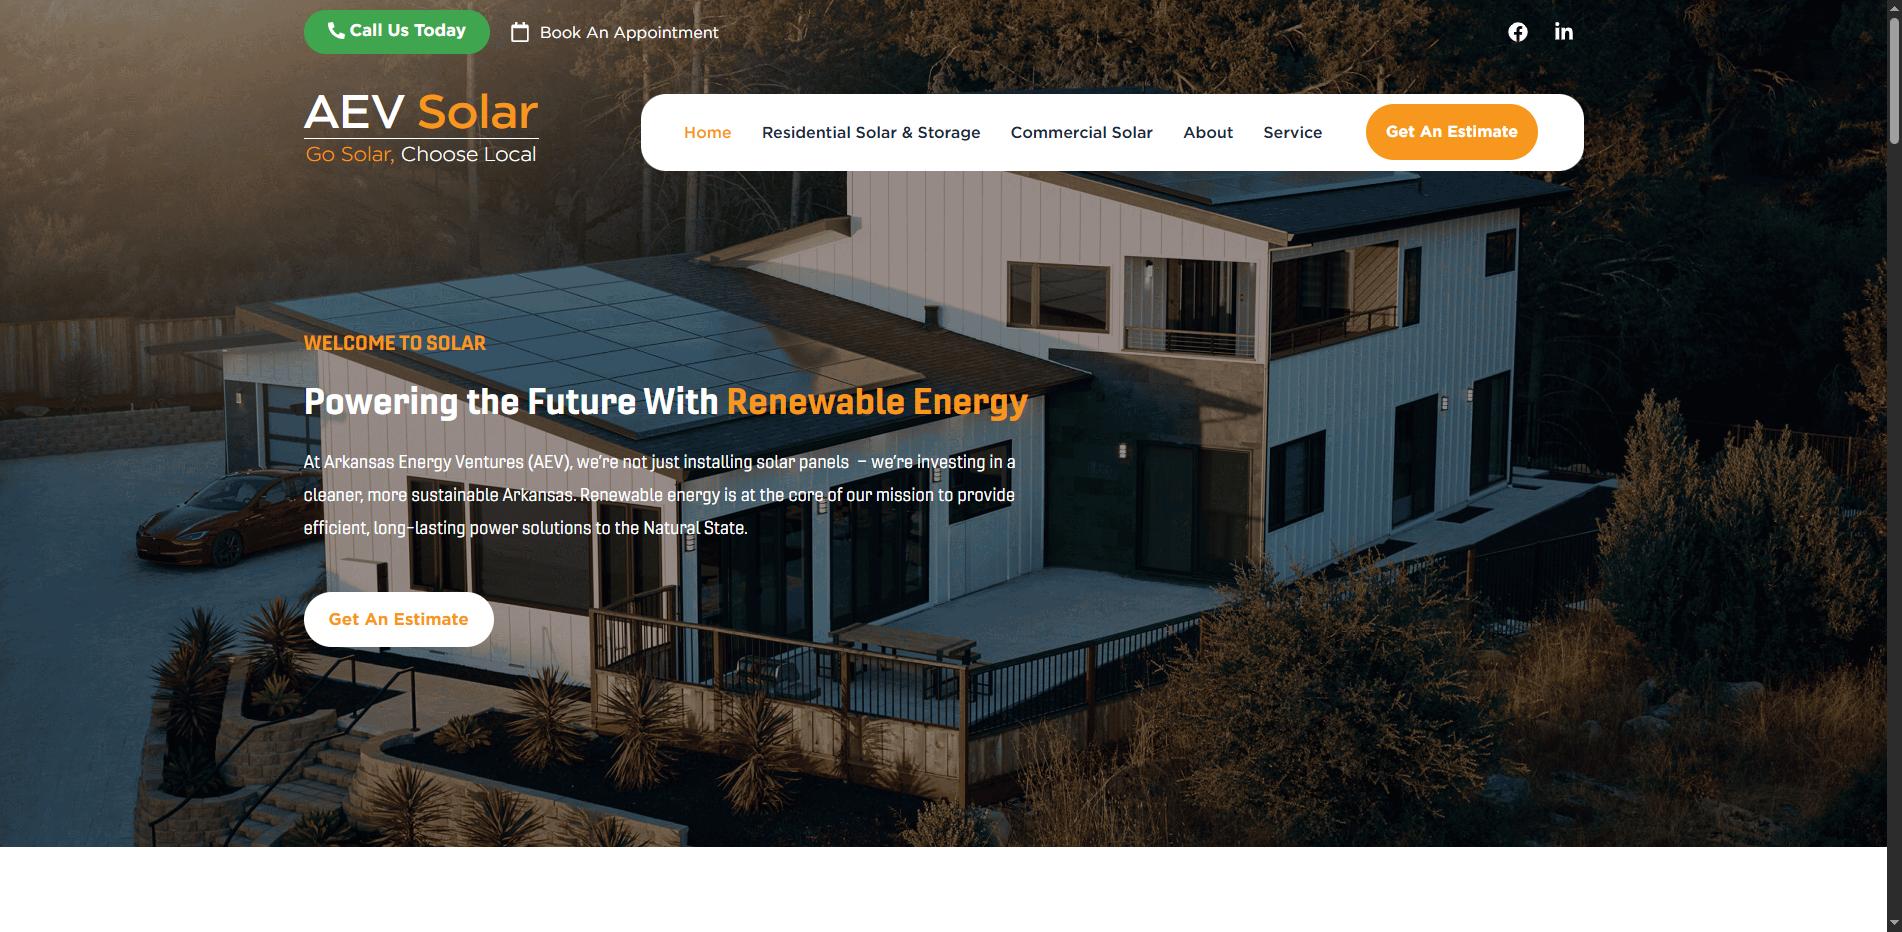 Call Us Today
Book An Appointment
AEV Solar
Go Solar, Choose Local
Home
Residential Solar & Storage
Commercial Solar
About
Service
Get An Estimate
WELCOME TO SOLAR
Powering the Future With Renewable Energy
At Arkansas Energy Ventures (AEV), we're not just installing solar panels – we're investing in a
cleaner, more sustainable Arkansas. Renewable energy is at the core of our mission to provide
efficient, long-lasting power solutions to the Natural State.
Get An Estimate